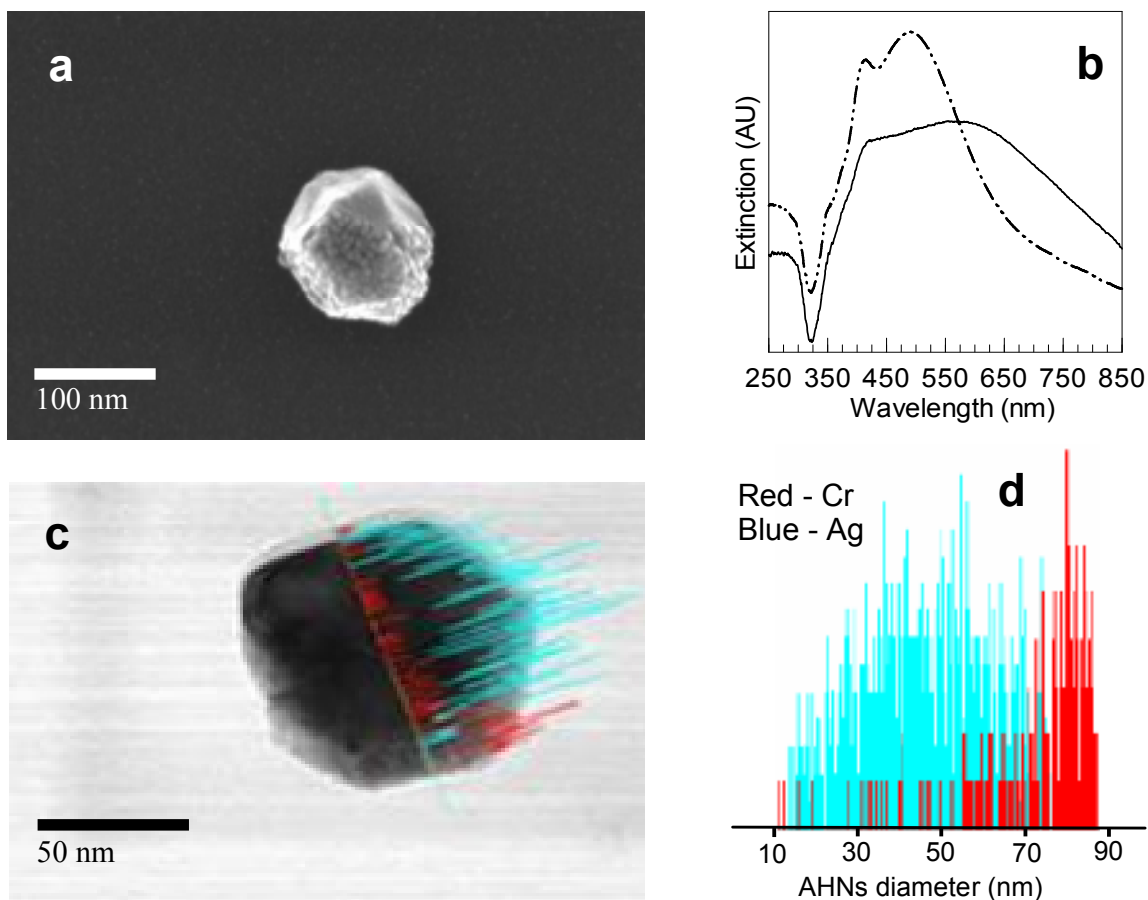 a
100 nm
b
Extinction (AU)
250 350 450 550 650 750 850
Wavelength (nm)
c
50 nm
Red - Cr
Blue - Ag
d
10 30 50 70 90
AHNs diameter (nm)